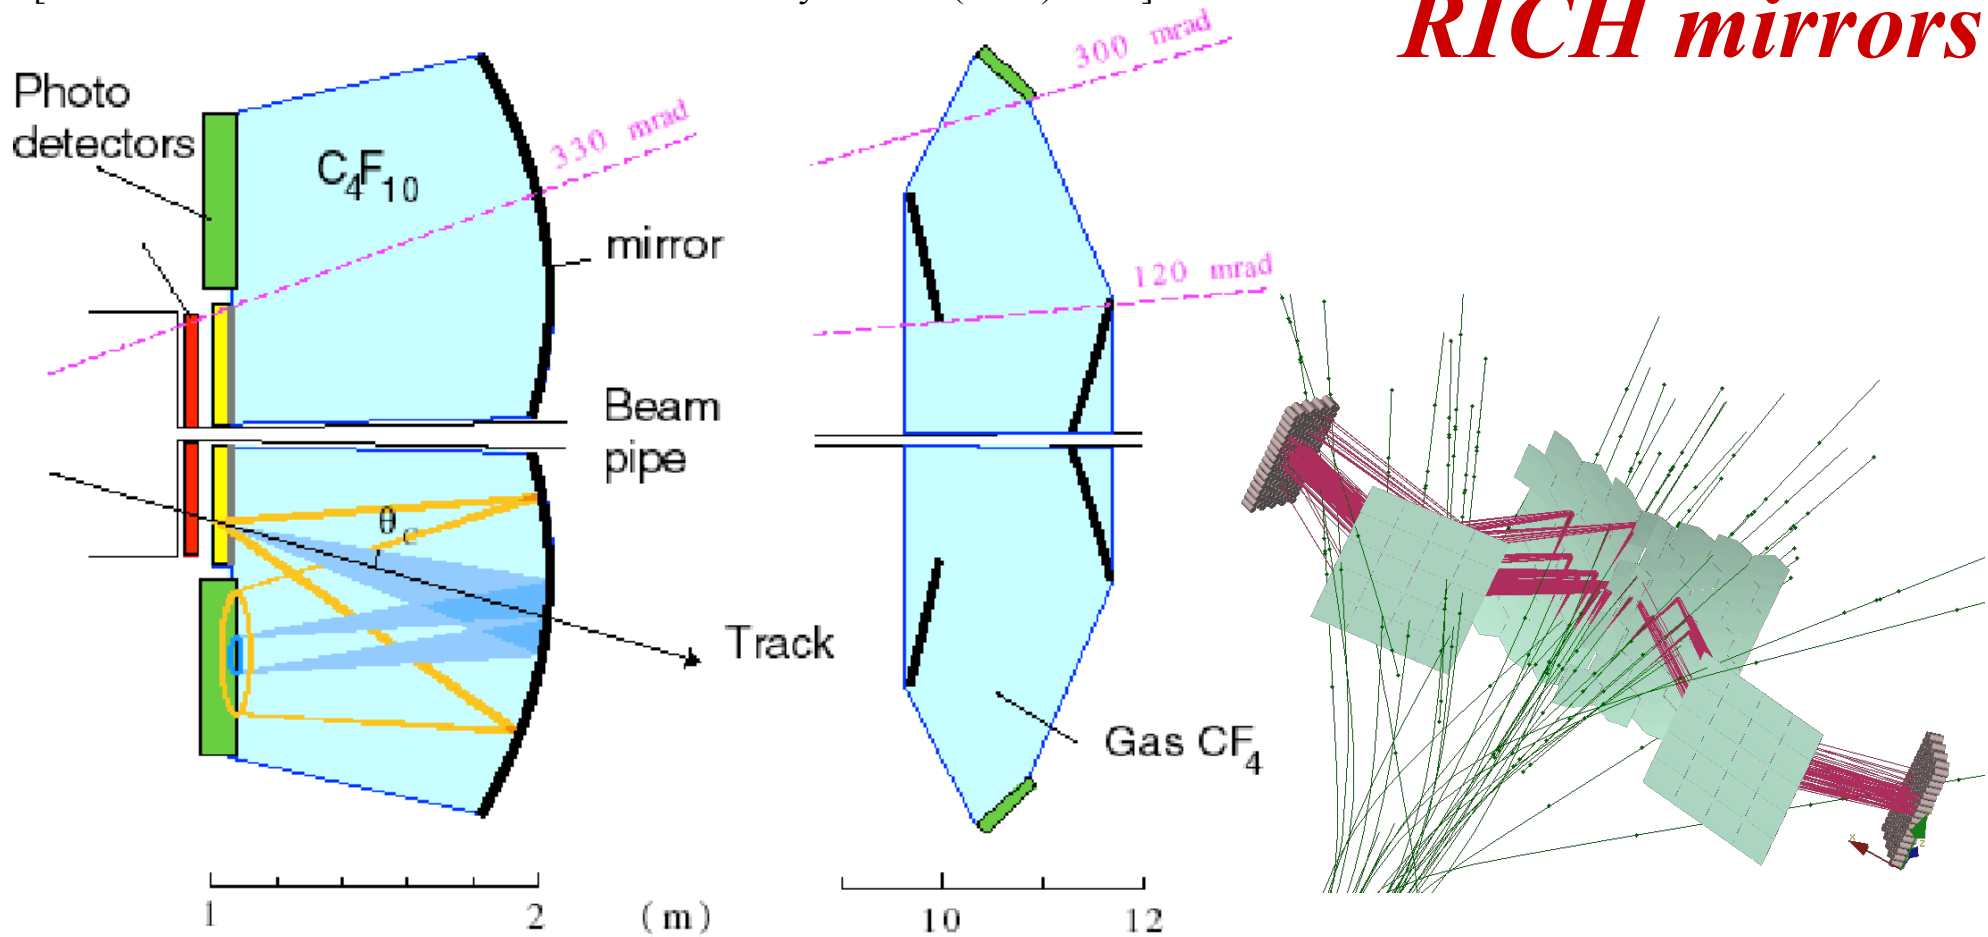 RICH mirrors
Photo
detectors
C4F10
330 mrad
mirror
Beam
pipe
θc
Track
300 mrad
120 mrad
Gas CF4
1
2
(m)
10
12
x
z